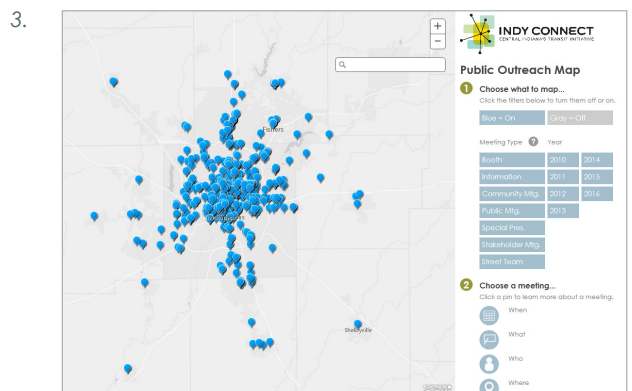 3.
+
−
Fishers
Indianapolis
Shelbyville
INDY CONNECT
CENTRAL INDIANA'S TRANSIT INITIATIVE
Public Outreach Map
1 Choose what to map...
Click the filters below to turn them off or on.
Blue = On Gray = Off
Meeting Type ? Year
Booth 2010 2014
Information 2011 2015
Community Mtg. 2012 2016
Public Mtg. 2013
Special Pres.
Stakeholder Mtg.
Street Team
2 Choose a meeting...
Click a pin to learn more about a meeting.
When
What
Who
Where